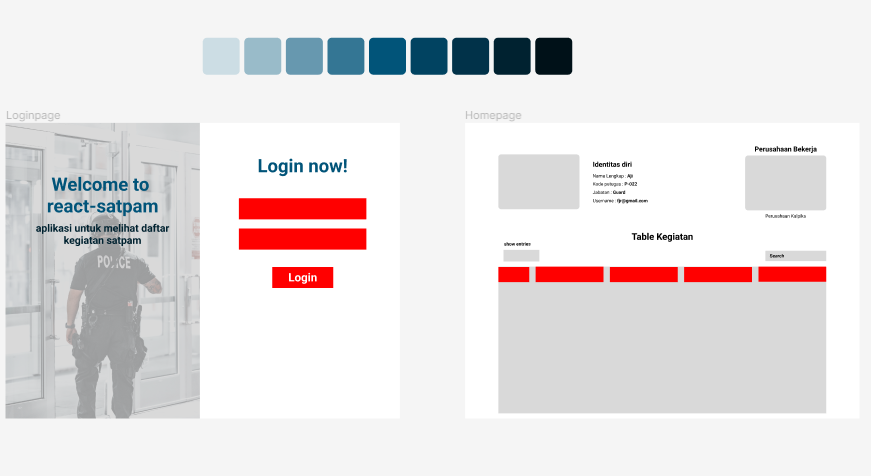 Loginpage
Welcome to
react-satpam
aplikasi untuk melihat daftar
kegiatan satpam
POLICE
Login now!
Login
Homepage
Identitas diri
Nama Lengkap : Aji
Kode petugas : P-022
Jabatan : Guard
Username : fjr@gmail.com
Perusahaan Bekerja
Perusahaan Kalpika
Table Kegiatan
show entries
Search